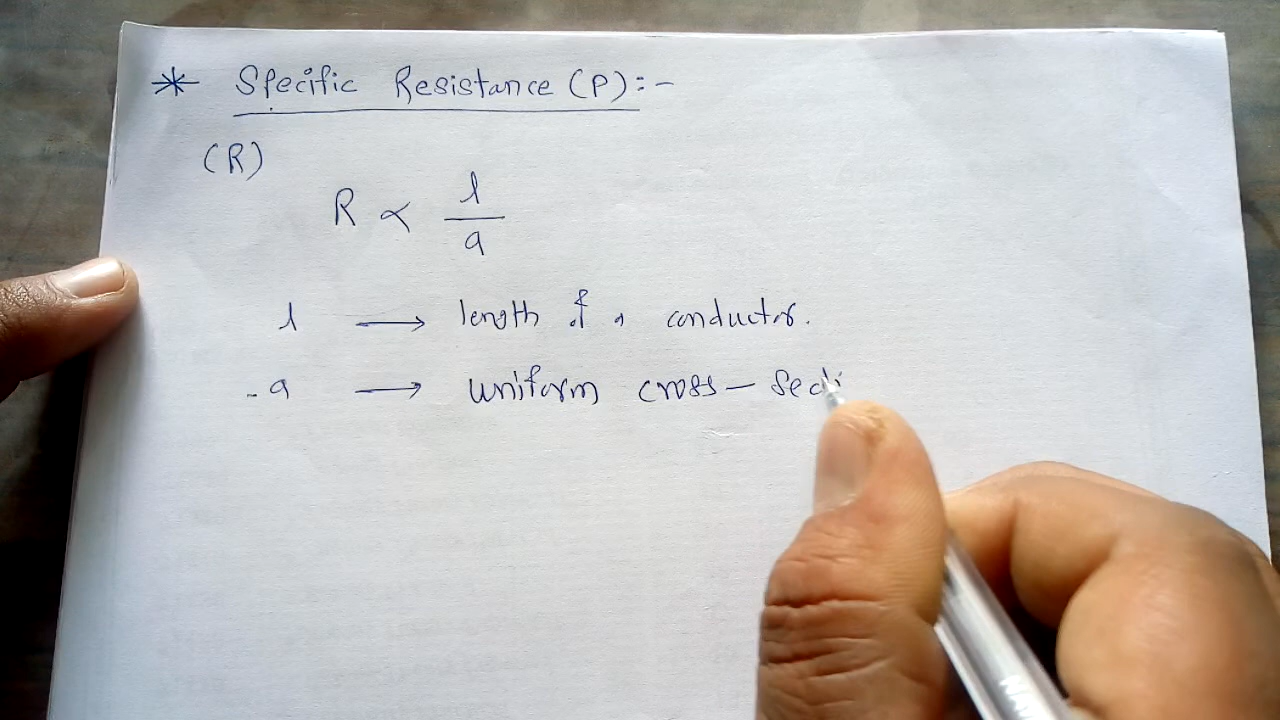 * Specific Resistance (P):-
(R)
R ∝ l/a
l → length of a conductor.
a → uniform cross-